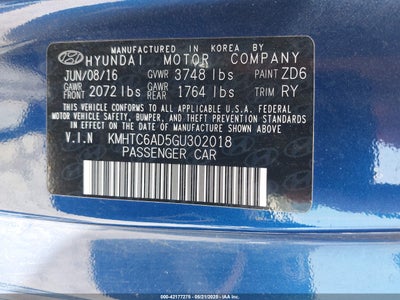 MANUFACTURED IN KOREA BY
HYUNDAI MOTOR COMPANY
JUN/08/16 GVWR 3748 lbs PAINT ZD6
GAWR FRONT 2072 lbs GAWR REAR 1764 lbs TRIM RY
THIS VEHICLE CONFORMS TO ALL APPLICABLE U.S.A. FEDERAL
MOTOR VEHICLE SAFETY, BUMPER, AND THEFT PREVENTION
STANDARDS IN EFFECT ON THE DATE OF MANUFACTURE SHOWN ABOVE.
V.I.N KMHTC6AD5GU302018
PASSENGER CAR
000-42177275 - 05/21/2025 - IAA Inc.